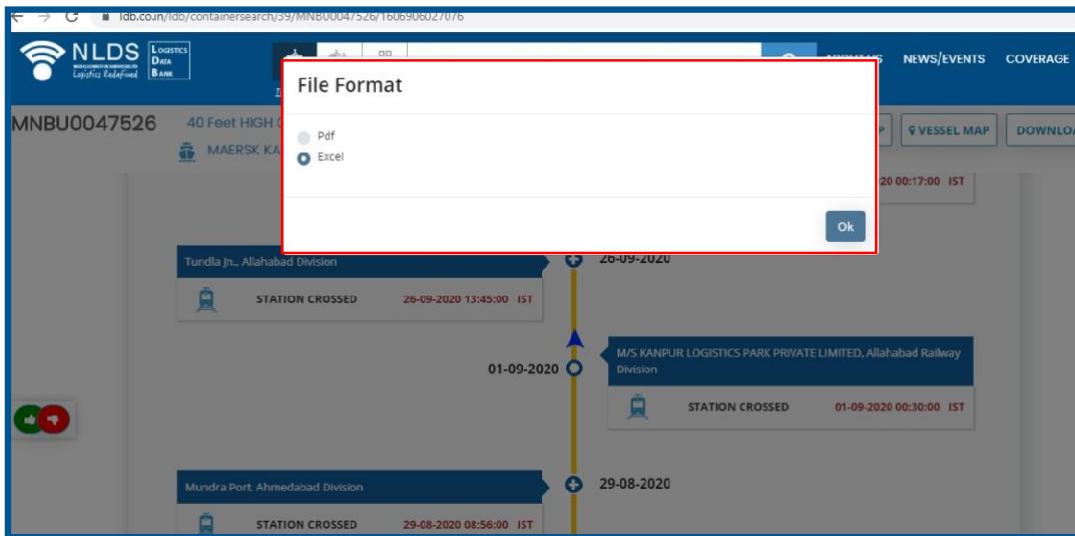 ldb.co.in/ldb/containersearch/39/MNBU0047526/1606906027076
NLDS
Logistics Redefined
LOGISTICS
DATA
BANK
NEWS/EVENTS
COVERAGE
File Format
Pdf
Excel
Ok
MNBU0047526
40 Feet HIGH
MAERSK KA
VESSEL MAP
DOWNLOA
20 00:17:00 IST
Tundla Jn., Allahabad Division
26-09-2020
STATION CROSSED 26-09-2020 13:45:00 IST
01-09-2020
M/S KANPUR LOGISTICS PARK PRIVATE LIMITED, Allahabad Railway
Division
STATION CROSSED 01-09-2020 00:30:00 IST
Mundra Port, Ahmedabad Division
29-08-2020
STATION CROSSED 29-08-2020 08:56:00 IST